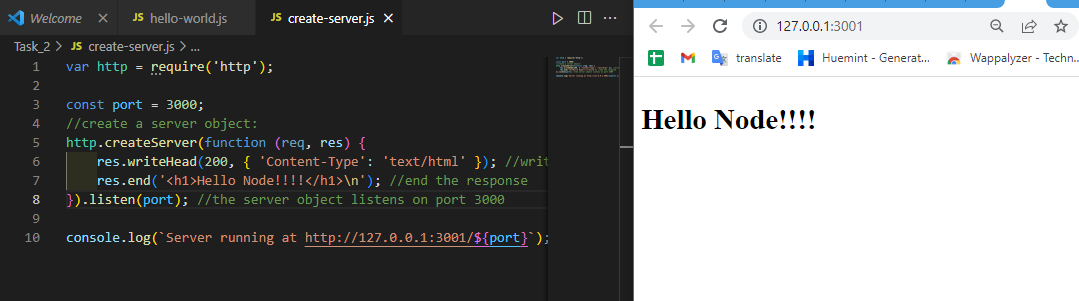 Welcome
JS hello-world.js
JS create-server.js
Task_2 > JS create-server.js > ...
1 var http = require('http');
2
3 const port = 3000;
4 //create a server object:
5 http.createServer(function (req, res) {
6 res.writeHead(200, { 'Content-Type': 'text/html' }); //writ
7 res.end('<h1>Hello Node!!!!</h1>\n'); //end the response
8 }).listen(port); //the server object listens on port 3000
9
10 console.log(`Server running at http://127.0.0.1:3001/${port}`);
127.0.0.1:3001
translate
Huemint - Generat...
Wappalyzer - Techn.
Hello Node!!!!